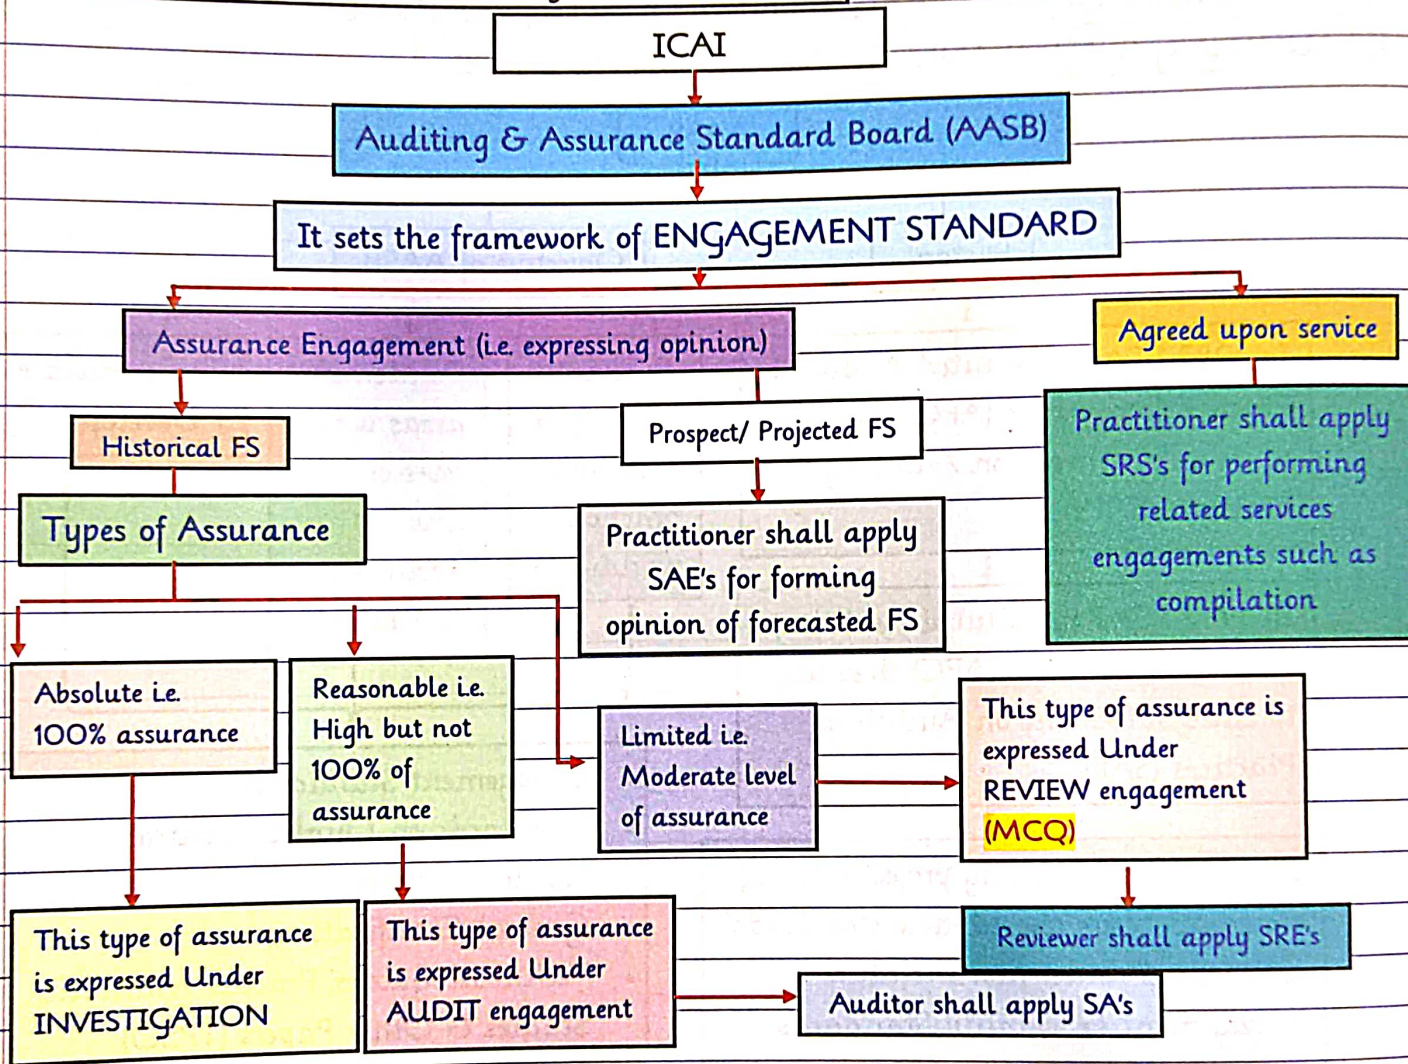 ICAI
Auditing & Assurance Standard Board (AASB)
It sets the framework of ENGAGEMENT STANDARD
Assurance Engagement (i.e. expressing opinion)
Agreed upon service
Historical FS
Prospect/ Projected FS
Practitioner shall apply
SRS's for performing
related services
engagements such as
compilation
Types of Assurance
Practitioner shall apply
SAE's for forming
opinion of forecasted FS
Absolute i.e.
100% assurance
Reasonable i.e.
High but not
100% of
assurance
Limited i.e.
Moderate level
of assurance
This type of assurance is
expressed Under
REVIEW engagement
(MCQ)
This type of assurance
is expressed Under
INVESTIGATION
This type of assurance
is expressed Under
AUDIT engagement
Reviewer shall apply SRE's
Auditor shall apply SA's